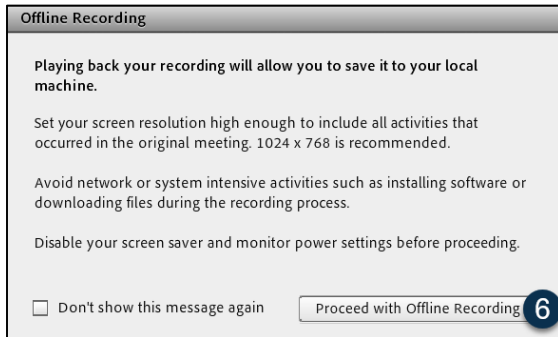 Offline Recording
Playing back your recording will allow you to save it to your local
machine.
Set your screen resolution high enough to include all activities that
occurred in the original meeting. 1024 x 768 is recommended.
Avoid network or system intensive activities such as installing software or
downloading files during the recording process.
Disable your screen saver and monitor power settings before proceeding.
Don't show this message again
Proceed with Offline Recording
6